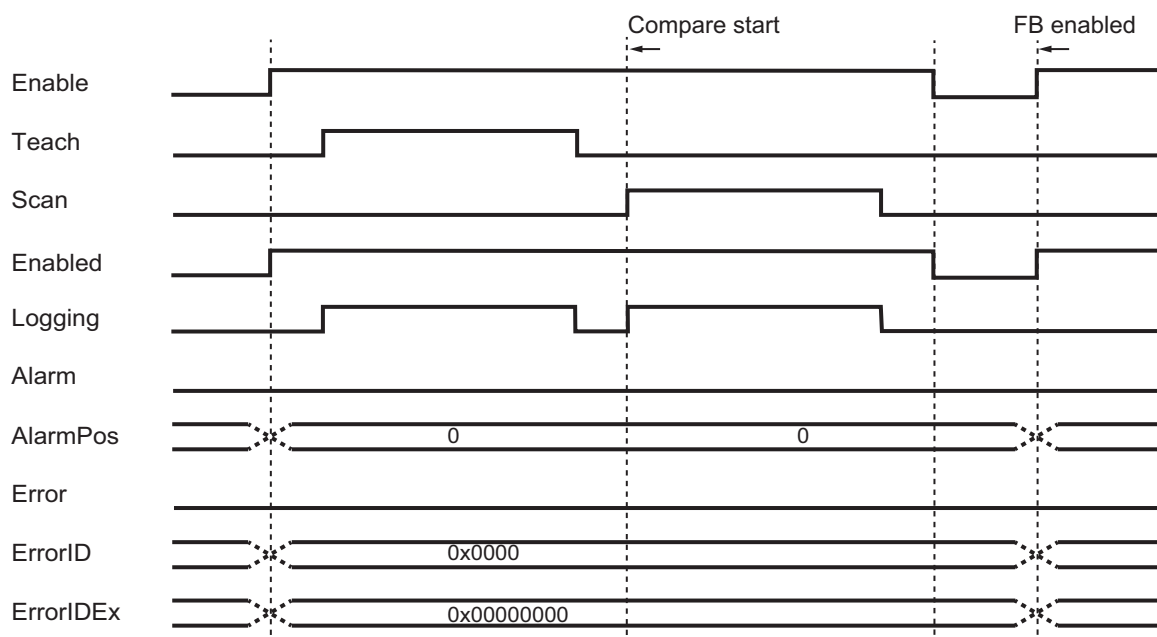 Compare start
FB enabled
Enable
Teach
Scan
Enabled
Logging
Alarm
AlarmPos
0
0
Error
ErrorID
0x0000
ErrorIDEx
0x00000000